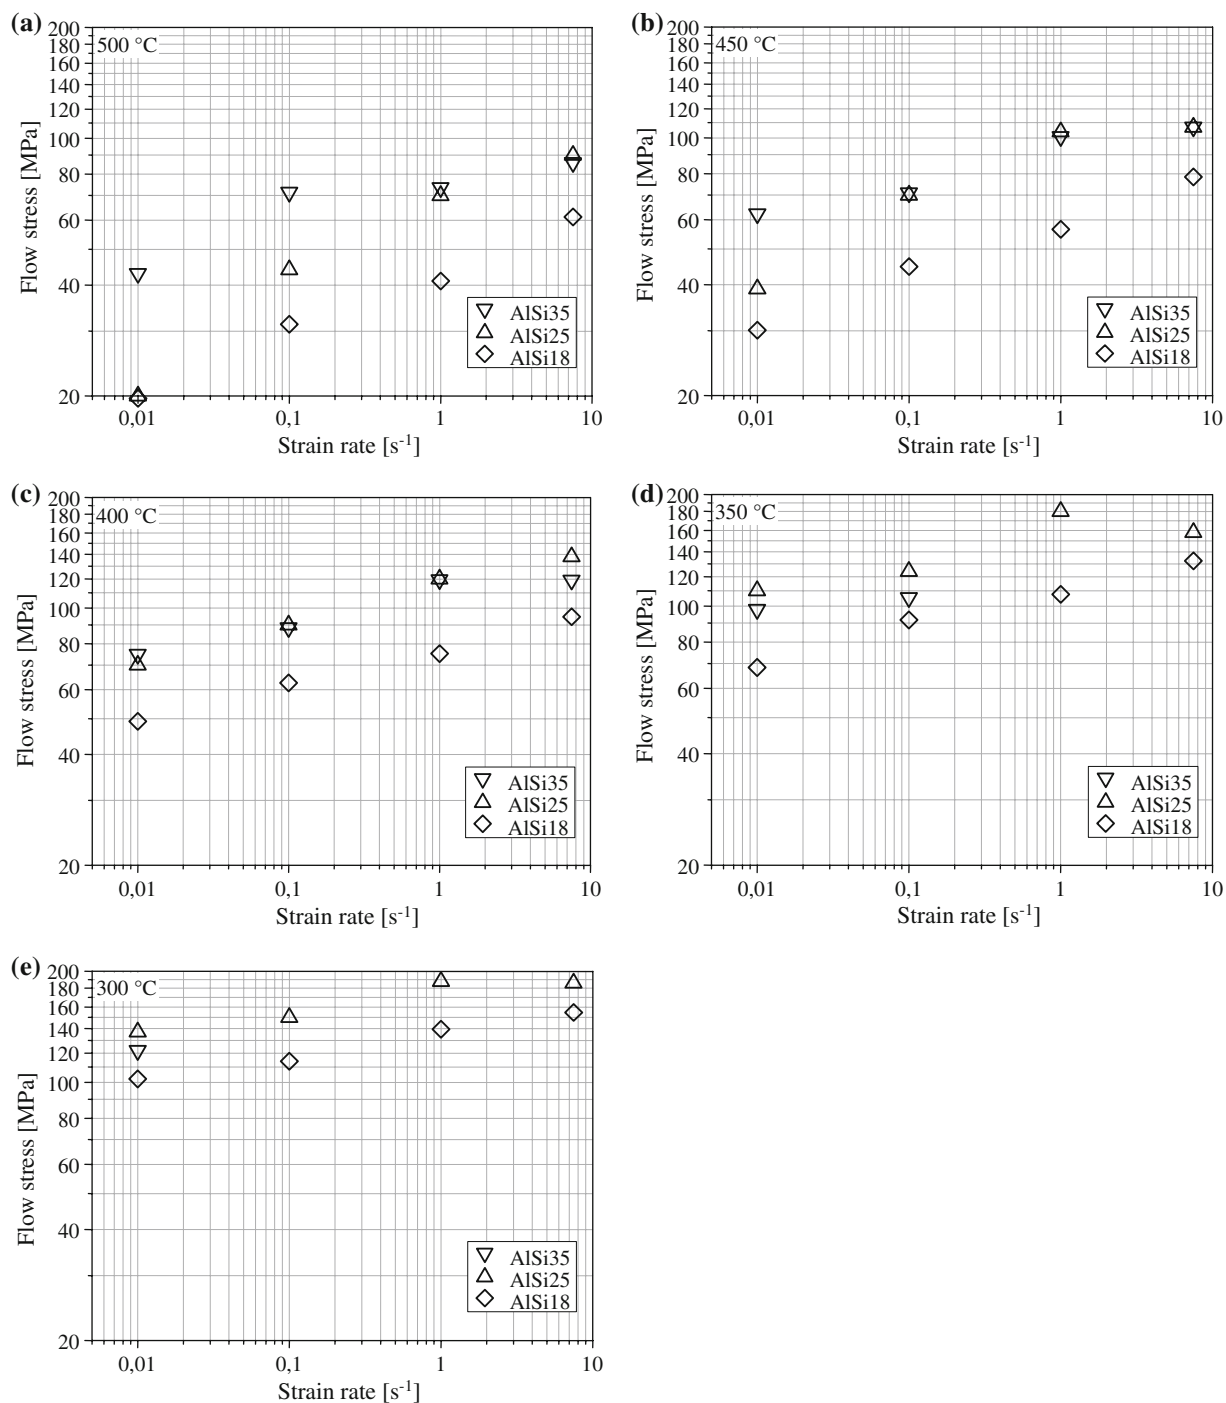 (a)
500 °C
200
180
160
140
120
100
80
60
40
20
Flow stress [MPa]
0,01 0,1 1 10
Strain rate [s⁻¹]
AlSi35
AlSi25
AlSi18
(b)
450 °C
200
180
160
140
120
100
80
60
40
20
Flow stress [MPa]
0,01 0,1 1 10
Strain rate [s⁻¹]
AlSi35
AlSi25
AlSi18
(c)
400 °C
200
180
160
140
120
100
80
60
40
20
Flow stress [MPa]
0,01 0,1 1 10
Strain rate [s⁻¹]
AlSi35
AlSi25
AlSi18
(d)
350 °C
200
180
160
140
120
100
80
60
40
20
Flow stress [MPa]
0,01 0,1 1 10
Strain rate [s⁻¹]
AlSi35
AlSi25
AlSi18
(e)
300 °C
200
180
160
140
120
100
80
60
40
20
Flow stress [MPa]
0,01 0,1 1 10
Strain rate [s⁻¹]
AlSi35
AlSi25
AlSi18